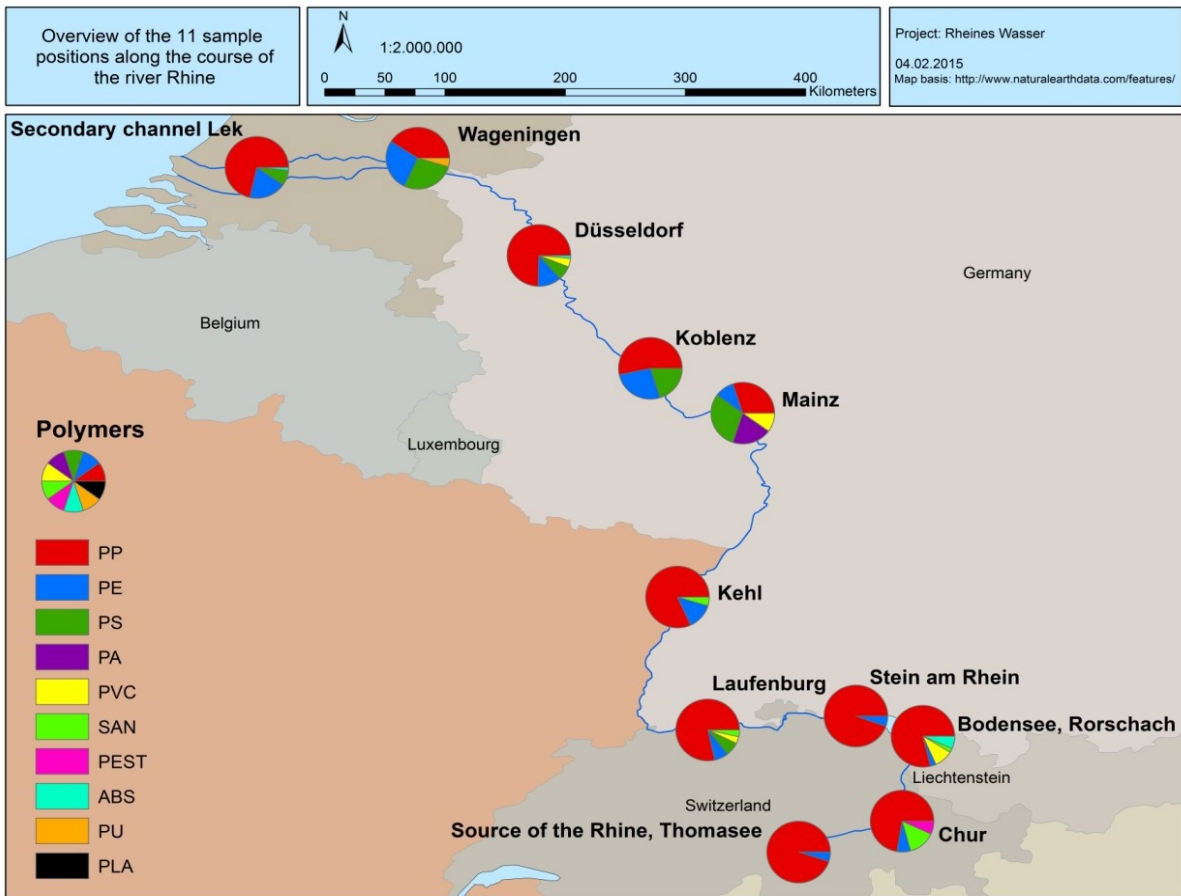 Overview of the 11 sample
positions along the course of
the river Rhine
N
1:2.000.000
0 50 100 200 300 400
Kilometers
Project: Rheines Wasser
04.02.2015
Map basis: http://www.naturalearthdata.com/features/
Secondary channel Lek
Wageningen
Düsseldorf
Germany
Belgium
Koblenz
Mainz
Luxembourg
Polymers
PP
PE
PS
PA
PVC
SAN
PEST
ABS
PU
PLA
Kehl
Laufenburg
Stein am Rhein
Bodensee, Rorschach
Liechtenstein
Switzerland
Source of the Rhine, Thomasee
Chur